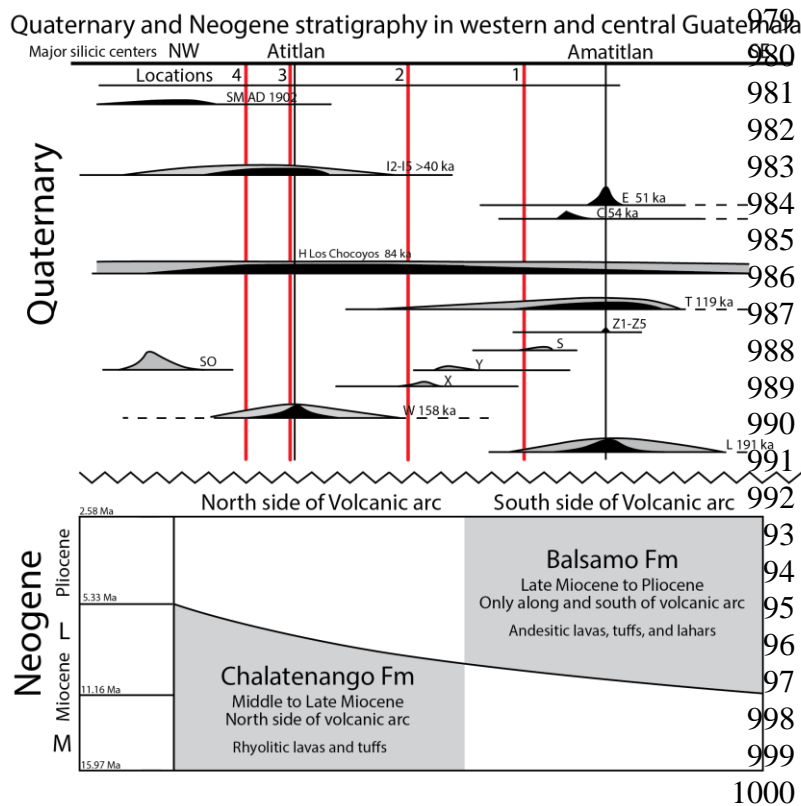 Quaternary and Neogene stratigraphy in western and central Guatemala 979
Major silicic centers NW Atitlan Amatitlan SE 980
Locations 4 3 2 1 981
SM AD 1902
982
I2-I5 >40 ka 983
E 51 ka 984
C 54 ka
985
H Los Chocoyos 84 ka
986
T 119 ka 987
Z1-Z5
S 988
SO Y
X 989
W 158 ka 990
L 191 ka
991
Quaternary
North side of Volcanic arc South side of Volcanic arc 992
2.58 Ma
93
Balsamo Fm 94
Late Miocene to Pliocene
Only along and south of volcanic arc 95
5.33 Ma
Andesitic lavas, tuffs, and lahars
96
Chalatenango Fm 97
11.16 Ma
Middle to Late Miocene
North side of volcanic arc 998
Rhyolitic lavas and tuffs 999
15.97 Ma
Neogene
Pliocene
L
Miocene
M
1000